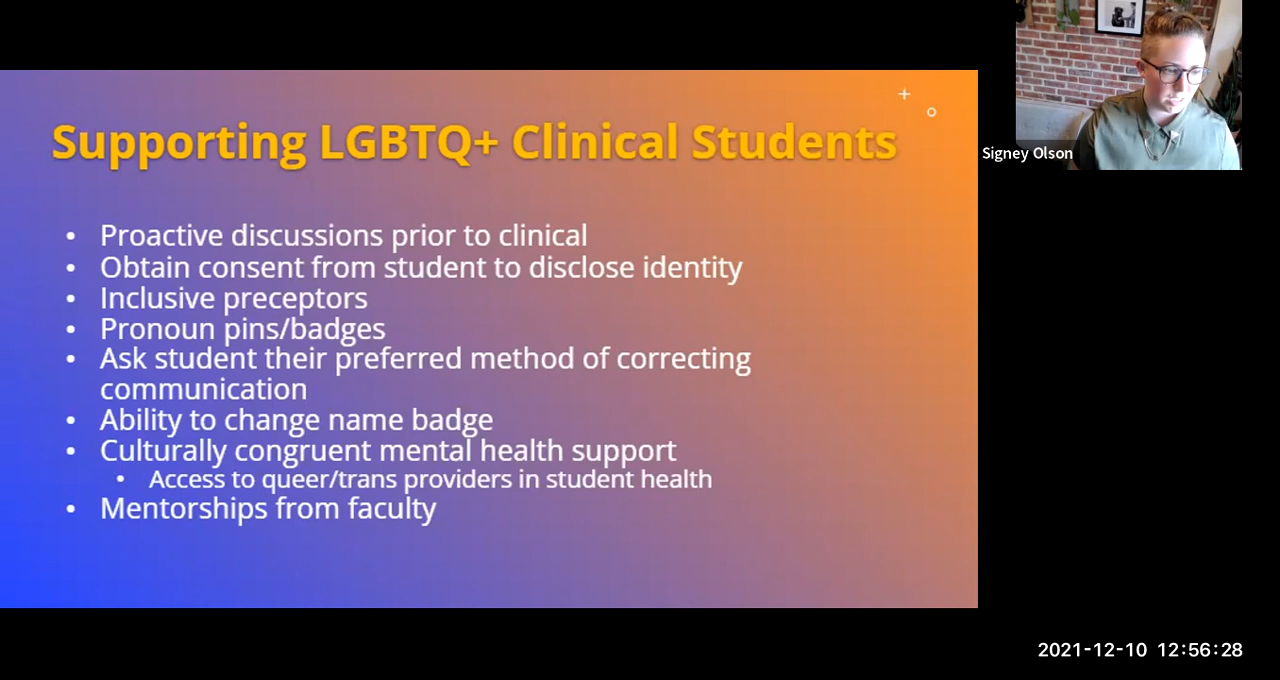 Supporting LGBTQ+ Clinical Students
• Proactive discussions prior to clinical
• Obtain consent from student to disclose identity
• Inclusive preceptors
• Pronoun pins/badges
• Ask student their preferred method of correcting
communication
• Ability to change name badge
• Culturally congruent mental health support
• Access to queer/trans providers in student health
• Mentorships from faculty
Signey Olson
2021-12-10 12:56:28